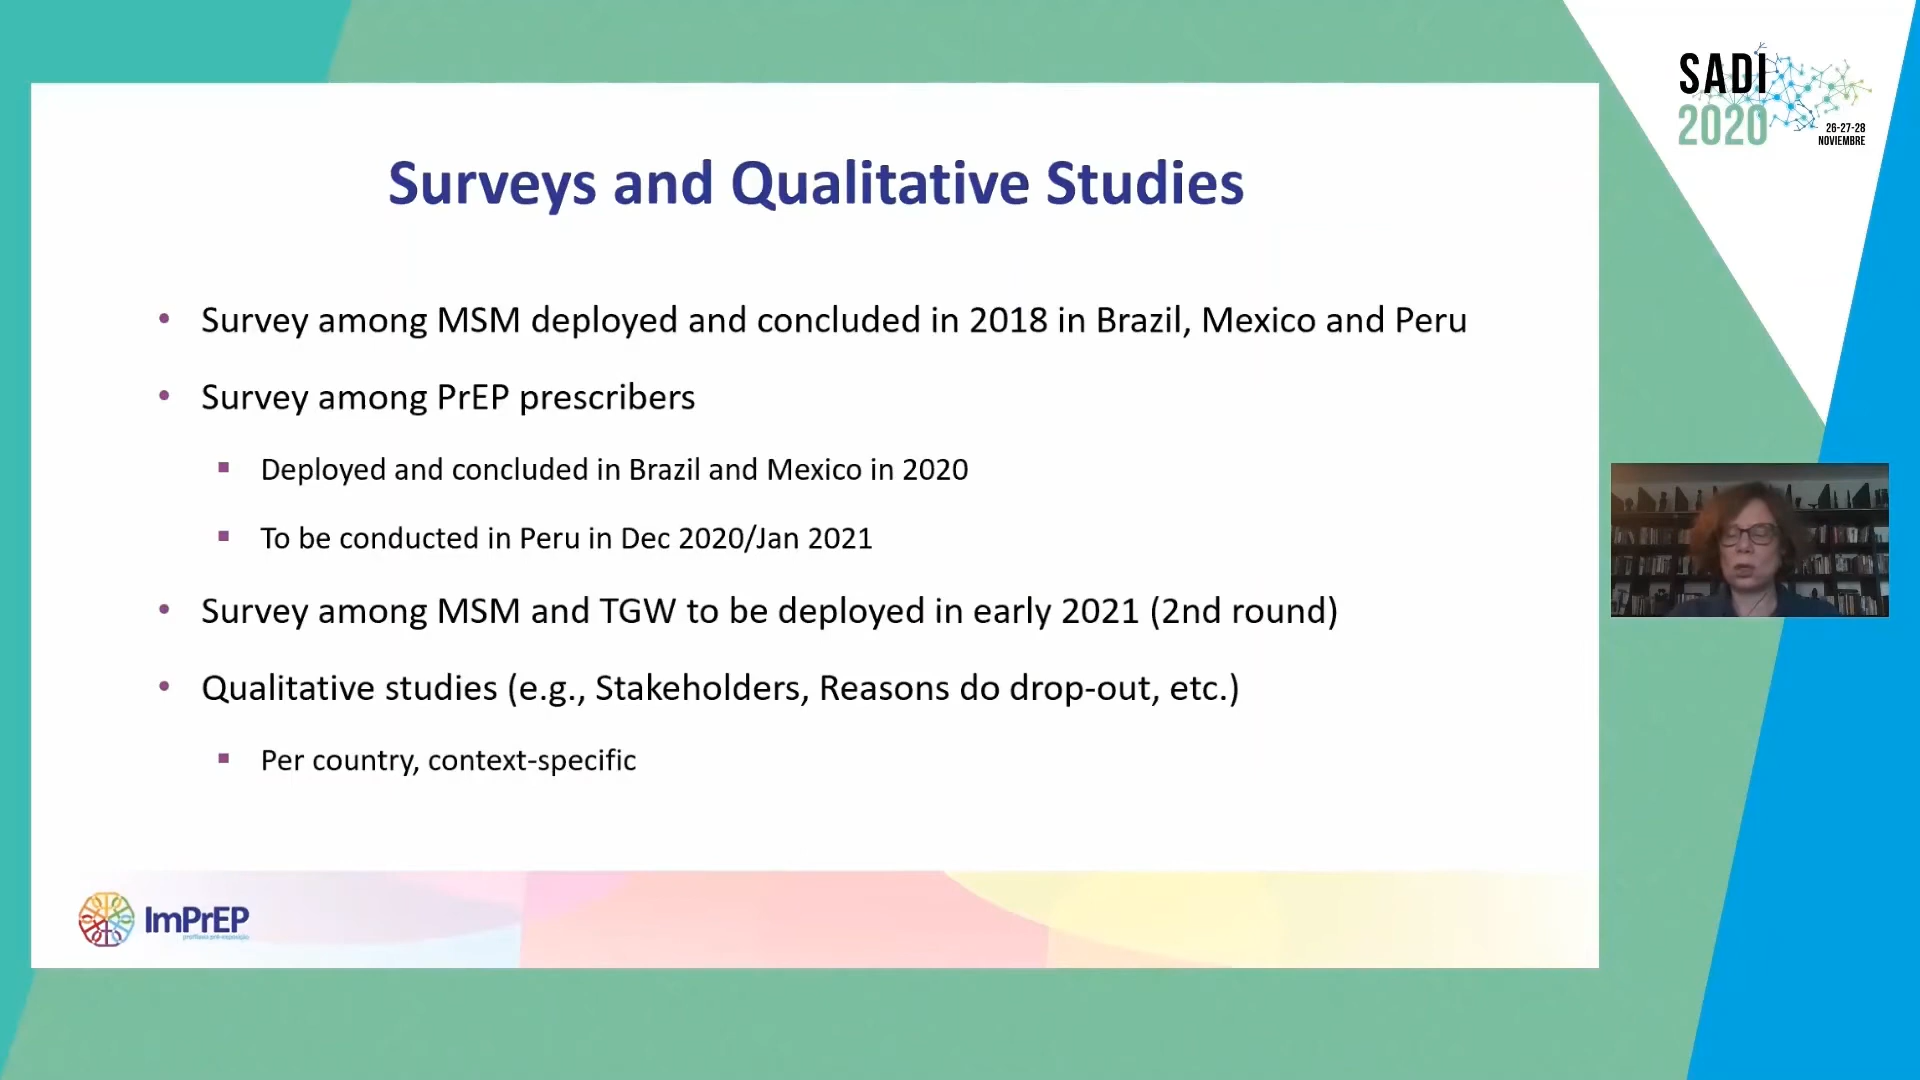 SADI
2020
26-27-28
NOVIEMBRE
Surveys and Qualitative Studies
• Survey among MSM deployed and concluded in 2018 in Brazil, Mexico and Peru
• Survey among PrEP prescribers
▪ Deployed and concluded in Brazil and Mexico in 2020
▪ To be conducted in Peru in Dec 2020/Jan 2021
• Survey among MSM and TGW to be deployed in early 2021 (2nd round)
• Qualitative studies (e.g., Stakeholders, Reasons do drop-out, etc.)
▪ Per country, context-specific
ImPrEP